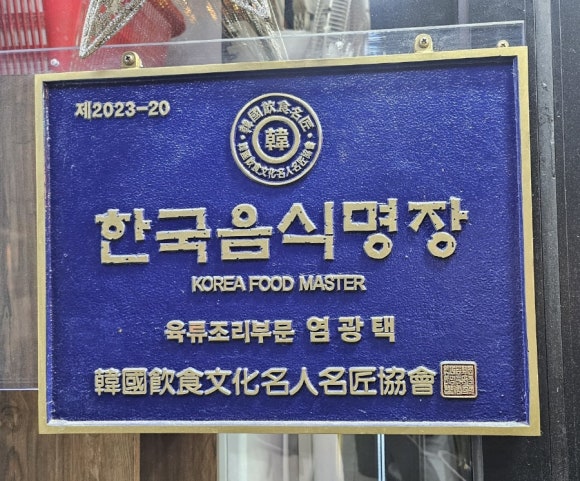 제2023-20
韓國飮食名匠
韓
韓國飮食文化名人名匠協會
한국음식명장
KOREA FOOD MASTER
육류조리부문 염광택
韓國飮食文化名人名匠協會